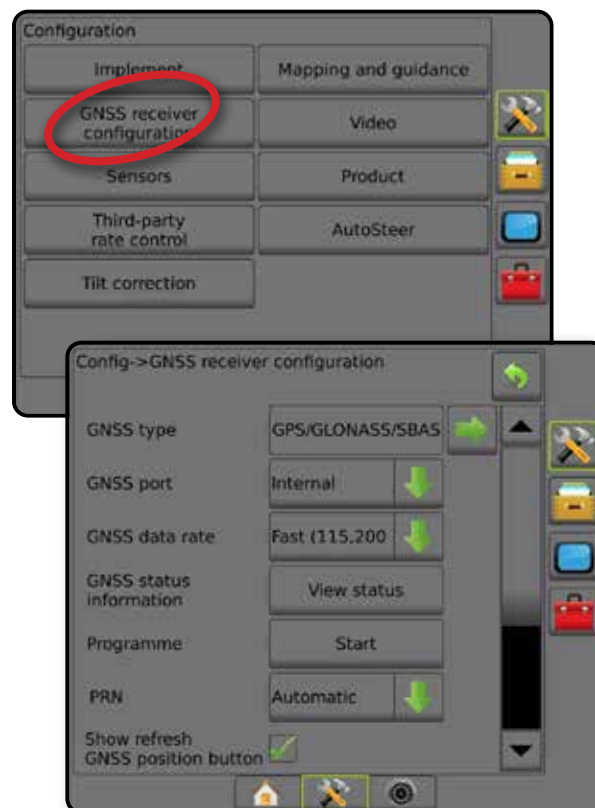 Configuration
Implement
Mapping and guidance
GNSS receiver
configuration
Video
Sensors
Product
Third-party
rate control
AutoSteer
Tilt correction
Config->GNSS receiver configuration
GNSS type
GPS/GLONASS/SBAS
GNSS port
Internal
GNSS data rate
Fast (115,200
GNSS status
information
View status
Programme
Start
PRN
Automatic
Show refresh
GNSS position button